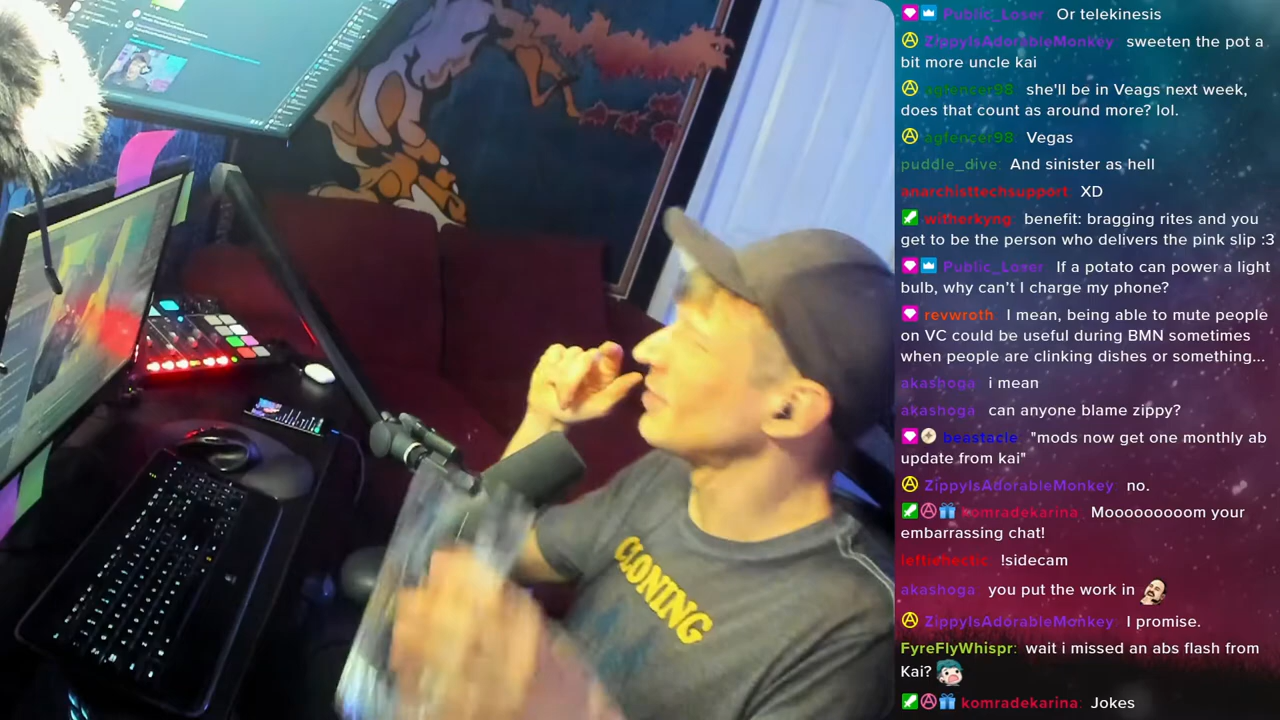 Public_Loser Or telekinesis
ZippyIsAdorableMonkey sweeten the pot a
bit more uncle kai
agfencer98 she'll be in Veags next week,
does that count as around more? lol.
agfencer98: Vegas
puddle_dive: And sinister as hell
anarchisttechsupport: XD
witherkyng: benefit: bragging rites and you
get to be the person who delivers the pink slip :3
Public_Loser If a potato can power a light
bulb, why can't I charge my phone?
revwroth I mean, being able to mute people
on VC could be useful during BMN sometimes
when people are clinking dishes or something...
akashoga i mean
akashoga can anyone blame zippy?
beastacle "mods now get one monthly ab
update from kai"
ZippyIsAdorableMonkey no.
komradekarina: Mooooooooom your
embarrassing chat!
leftiehectic: !sidecam
akashoga you put the work in
ZippyIsAdorableMonkey I promise.
FyreFlyWhispr: wait i missed an abs flash from
Kai?
komradekarina: Jokes
CLONING